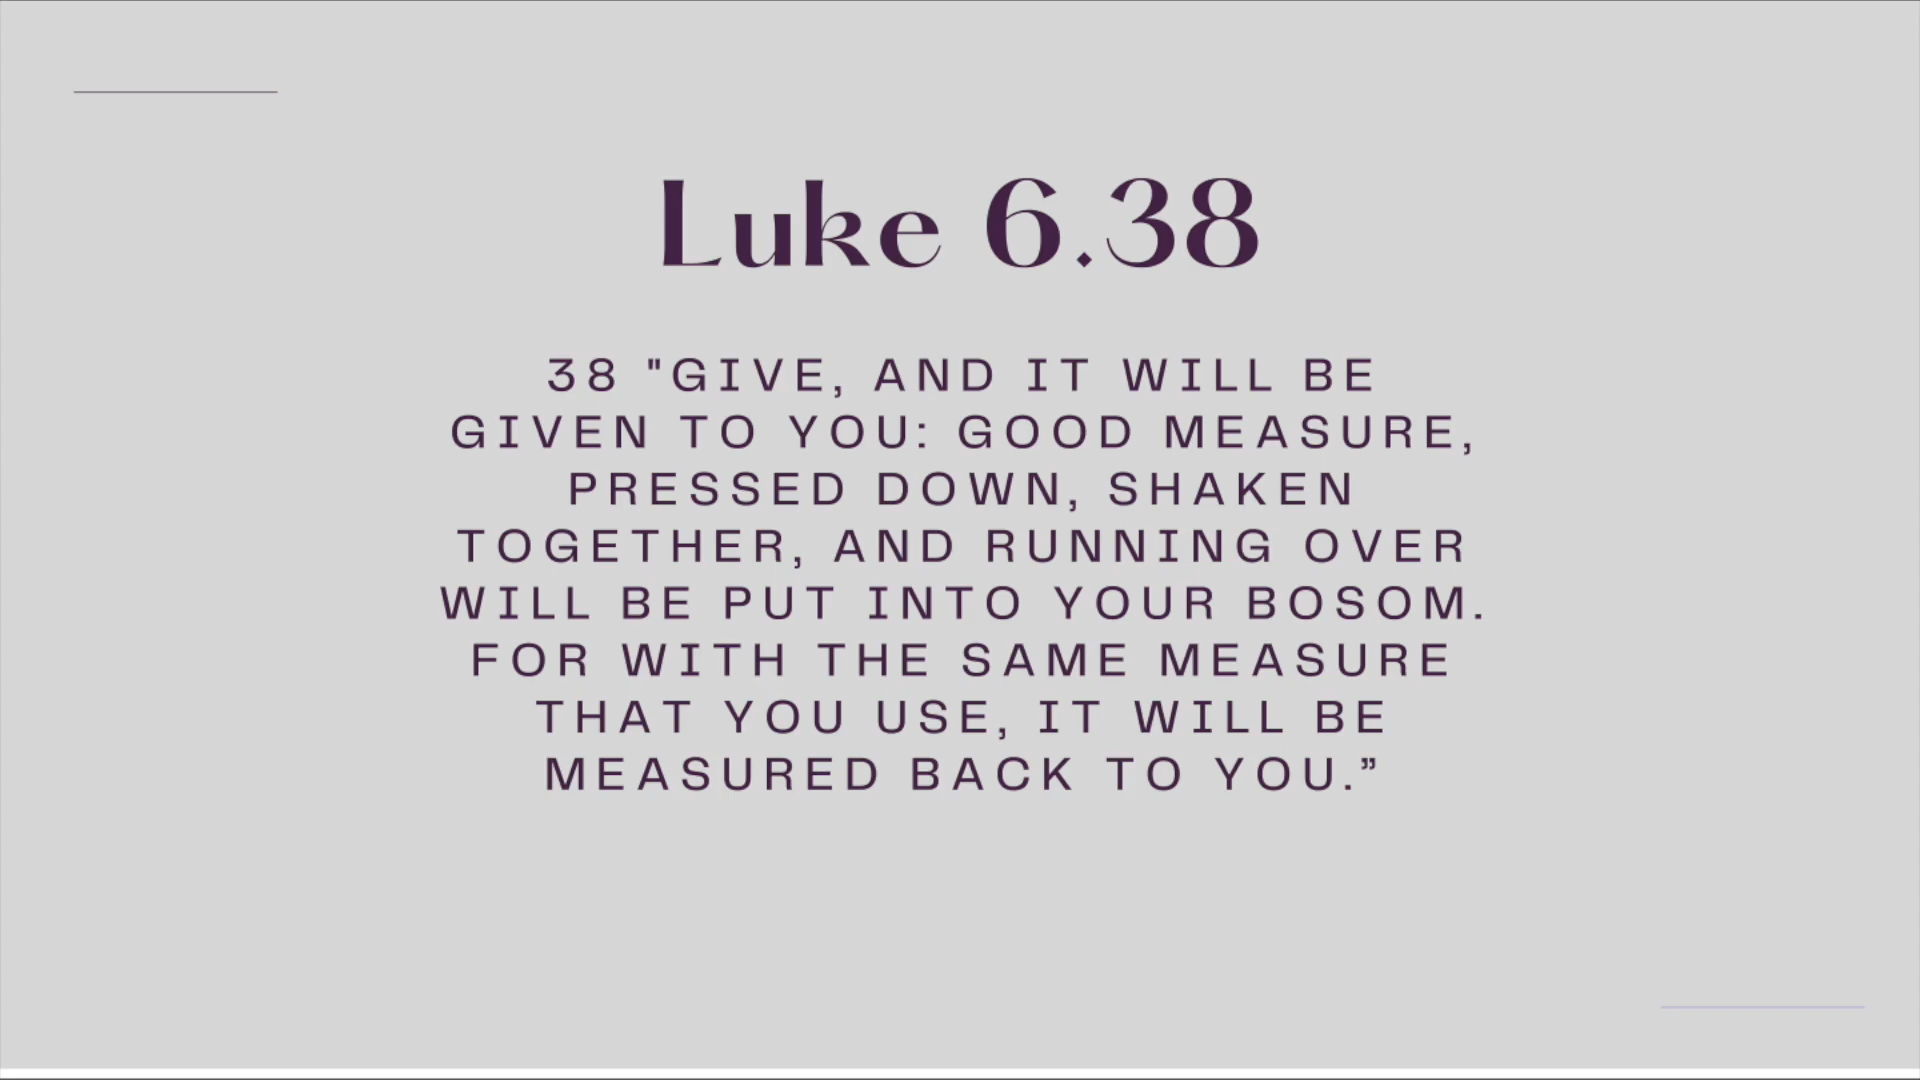 Luke 6.38
38 "GIVE, AND IT WILL BE
GIVEN TO YOU: GOOD MEASURE,
PRESSED DOWN, SHAKEN
TOGETHER, AND RUNNING OVER
WILL BE PUT INTO YOUR BOSOM.
FOR WITH THE SAME MEASURE
THAT YOU USE, IT WILL BE
MEASURED BACK TO YOU.”